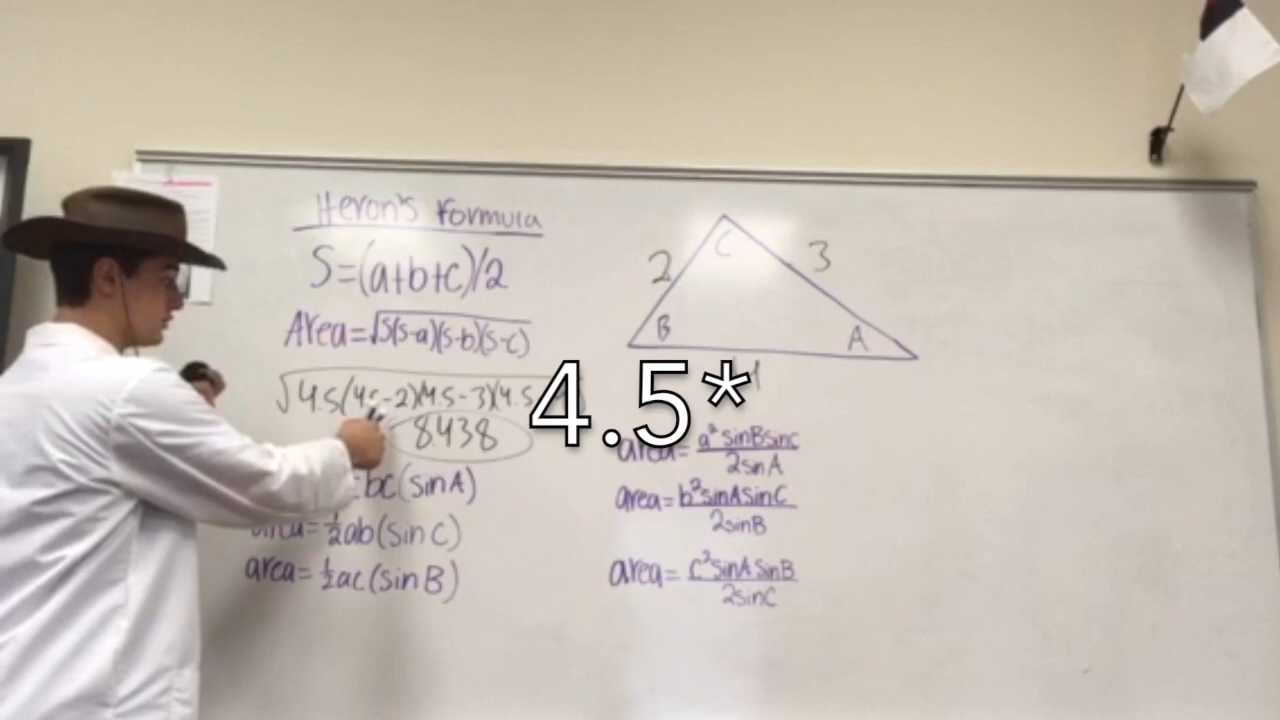 Heron's Formula
S=(a+b+c)/2
Area=√s(s-a)(s-b)(s-c)
√4.5(4.5-2)(4.5-3)(4.5
8.438
bc(sinA)
area=½ab(sinC)
area=½ac(sinB)
2
C
3
B
A
4.5*
area=a²sinBsinC/2sinA
area=b²sinAsinC/2sinB
area=c²sinAsinB/2sinC